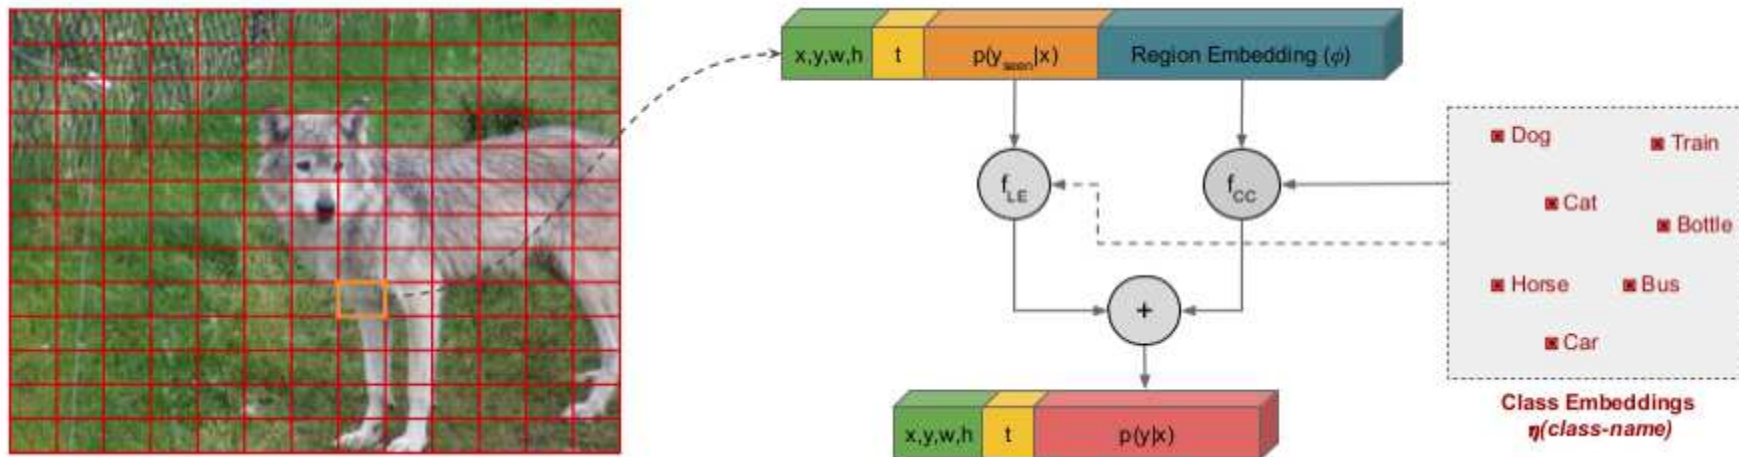 x,y,w,h t p(y_seen|x) Region Embedding (ϕ)
f_LE
f_CC
Dog
Train
Cat
Bottle
Horse
Bus
Car
+
x,y,w,h t p(y|x)
Class Embeddings
η(class-name)